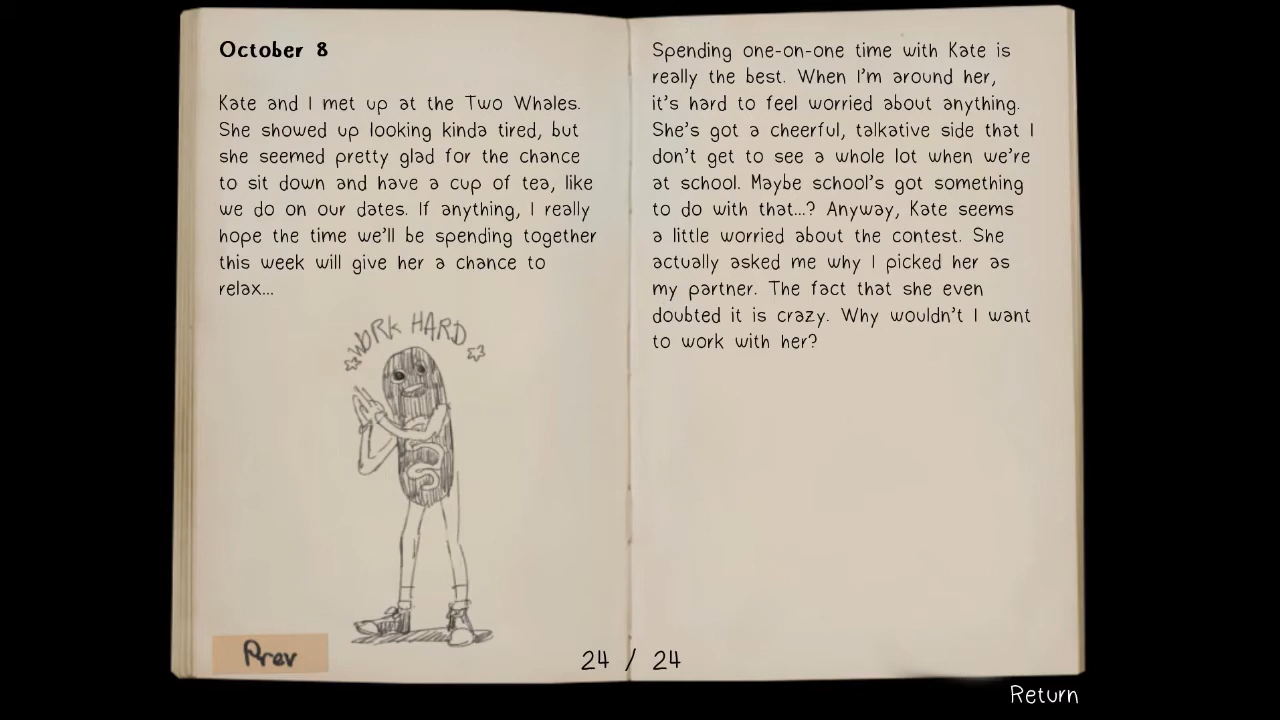 October 8
Kate and I met up at the Two Whales.
She showed up looking kinda tired, but
she seemed pretty glad for the chance
to sit down and have a cup of tea, like
we do on our dates. If anything, I really
hope the time we'll be spending together
this week will give her a chance to
relax...
WORK HARD
Prev
Spending one-on-one time with Kate is
really the best. When I'm around her,
it's hard to feel worried about anything.
She's got a cheerful, talkative side that I
don't get to see a whole lot when we're
at school. Maybe school's got something
to do with that...? Anyway, Kate seems
a little worried about the contest. She
actually asked me why I picked her as
my partner. The fact that she even
doubted it is crazy. Why wouldn't I want
to work with her?
24 / 24
Return